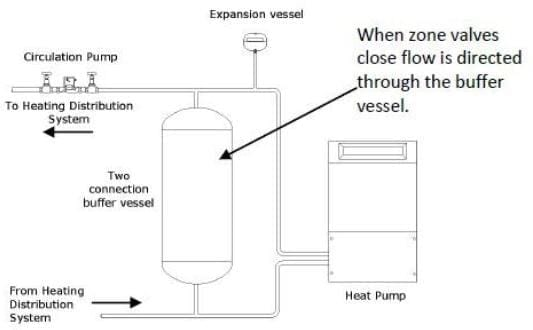 Expansion vessel
When zone valves
close flow is directed
through the buffer
vessel.
Circulation Pump
To Heating Distribution
System
Two
connection
buffer vessel
From Heating
Distribution
System
Heat Pump